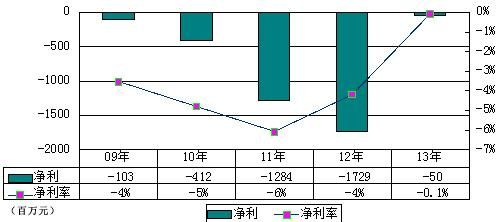 0 0%
-1%
-500 -2%
-3%
-1000 -4%
-5%
-1500 -6%
-2000 -7%
09年 10年 11年 12年 13年
净利 -103 -412 -1284 -1729 -50
净利率 -4% -5% -6% -4% -0.1%
（百万元） 净利 净利率